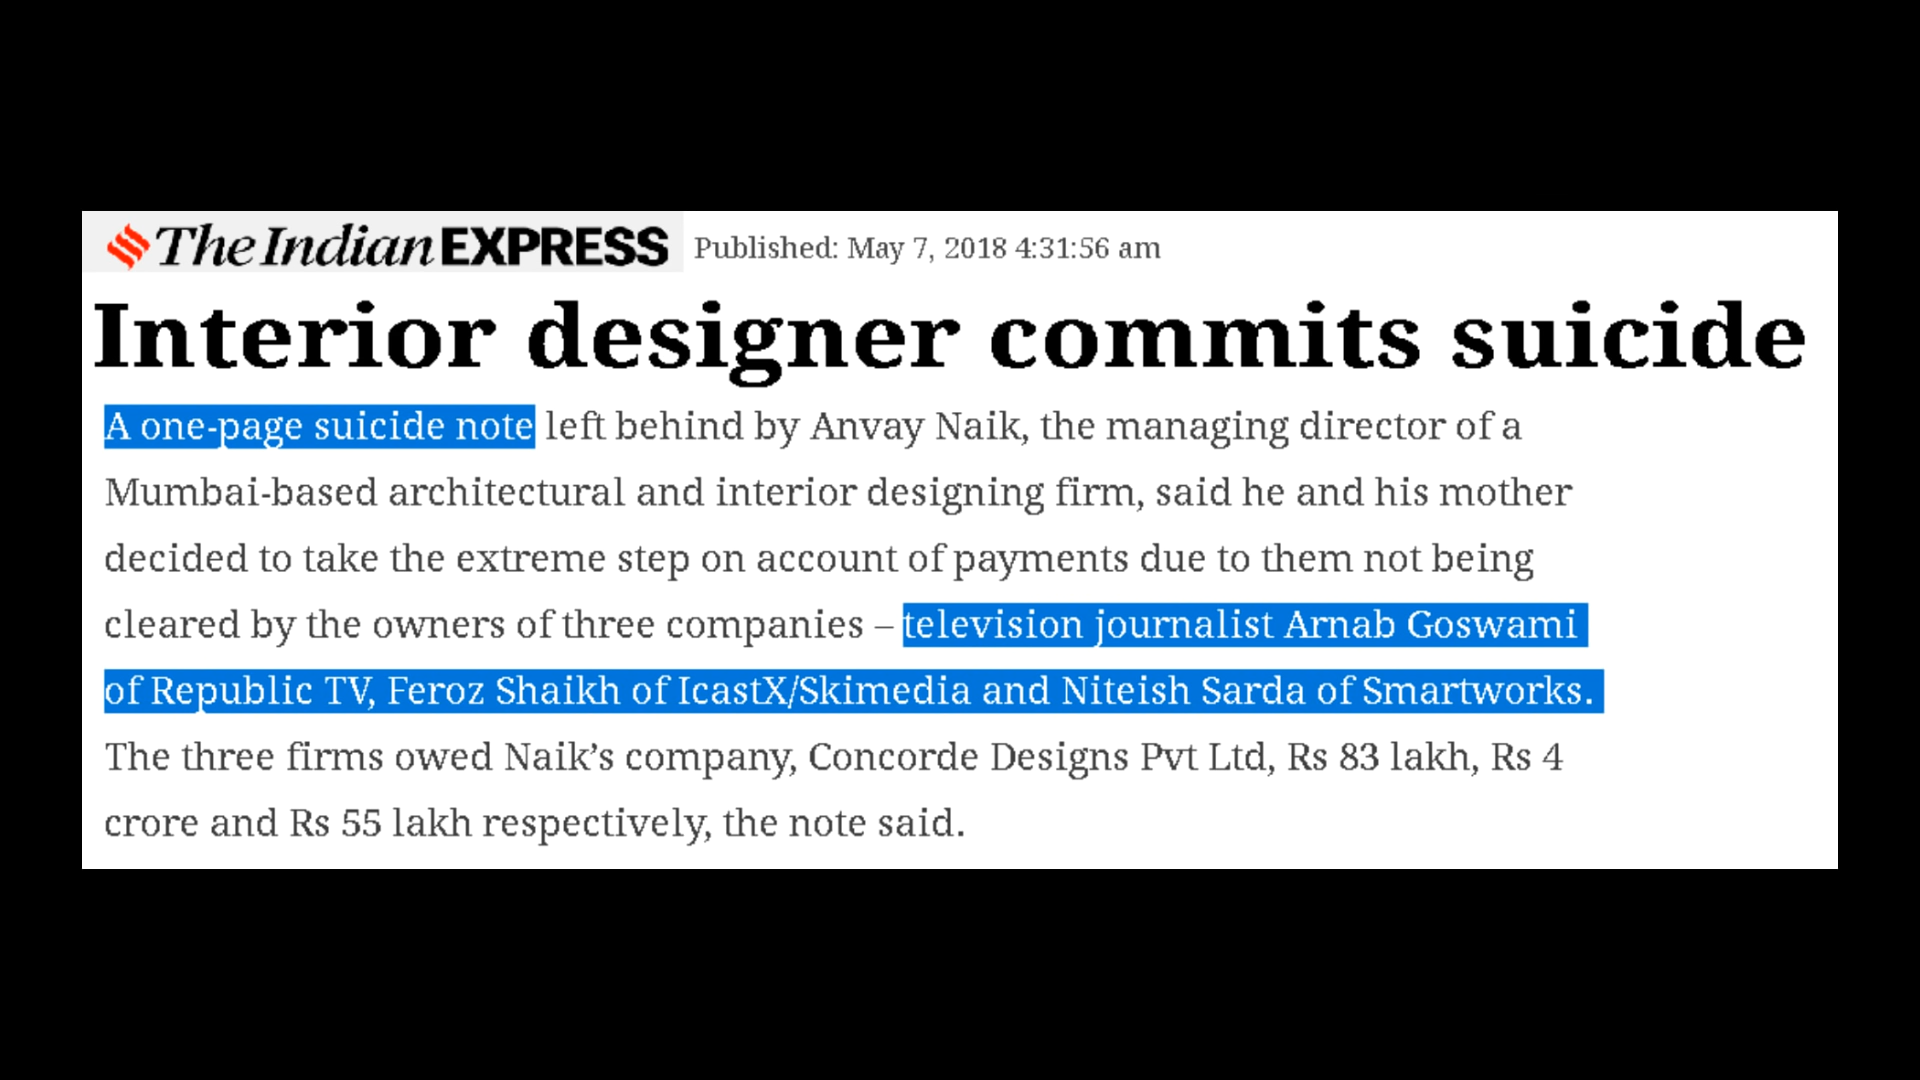 The Indian EXPRESS Published: May 7, 2018 4:31:56 am
Interior designer commits suicide
A one-page suicide note left behind by Anvay Naik, the managing director of a
Mumbai-based architectural and interior designing firm, said he and his mother
decided to take the extreme step on account of payments due to them not being
cleared by the owners of three companies – television journalist Arnab Goswami
of Republic TV, Feroz Shaikh of IcastX/Skimedia and Niteish Sarda of Smartworks.
The three firms owed Naik’s company, Concorde Designs Pvt Ltd, Rs 83 lakh, Rs 4
crore and Rs 55 lakh respectively, the note said.